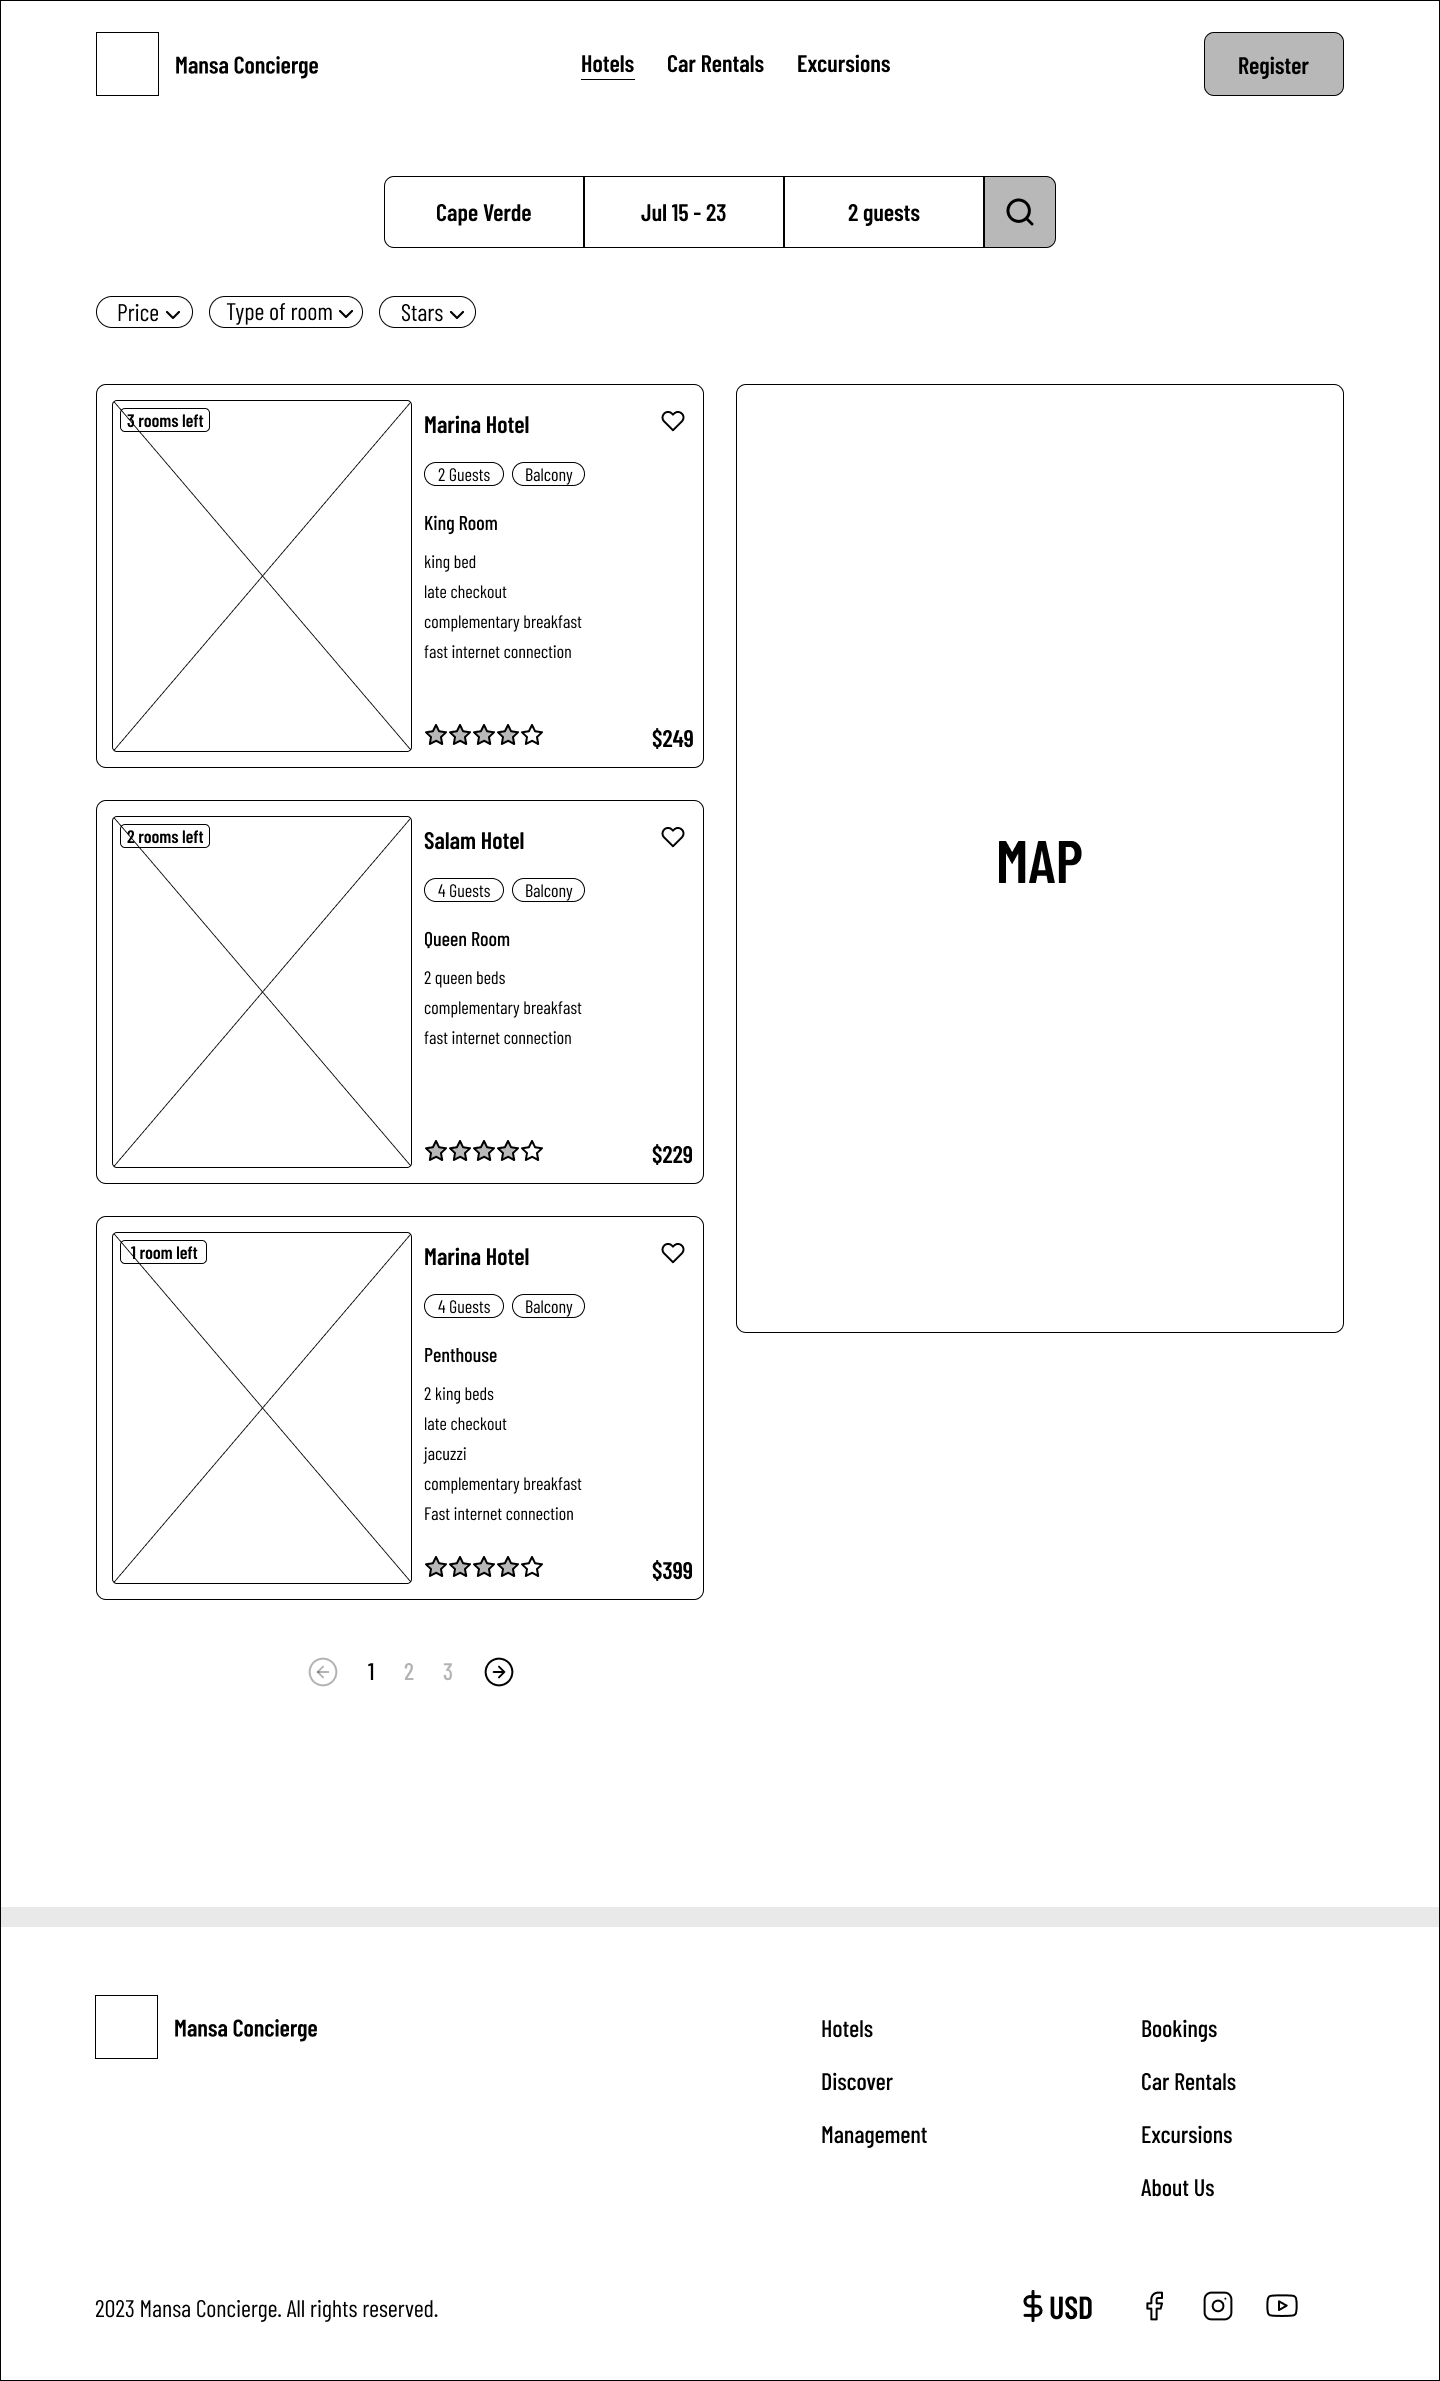 Mansa Concierge
Hotels
Car Rentals
Excursions
Register
Cape Verde
Jul 15 - 23
2 guests
Price
Type of room
Stars
3 rooms left
Marina Hotel
2 Guests
Balcony
King Room
king bed
late checkout
complementary breakfast
fast internet connection
$249
2 rooms left
Salam Hotel
4 Guests
Balcony
Queen Room
2 queen beds
complementary breakfast
fast internet connection
$229
1 room left
Marina Hotel
4 Guests
Balcony
Penthouse
2 king beds
late checkout
jacuzzi
complementary breakfast
Fast internet connection
$399
MAP
1 2 3
Mansa Concierge
Hotels
Discover
Management
Bookings
Car Rentals
Excursions
About Us
2023 Mansa Concierge. All rights reserved.
$ USD